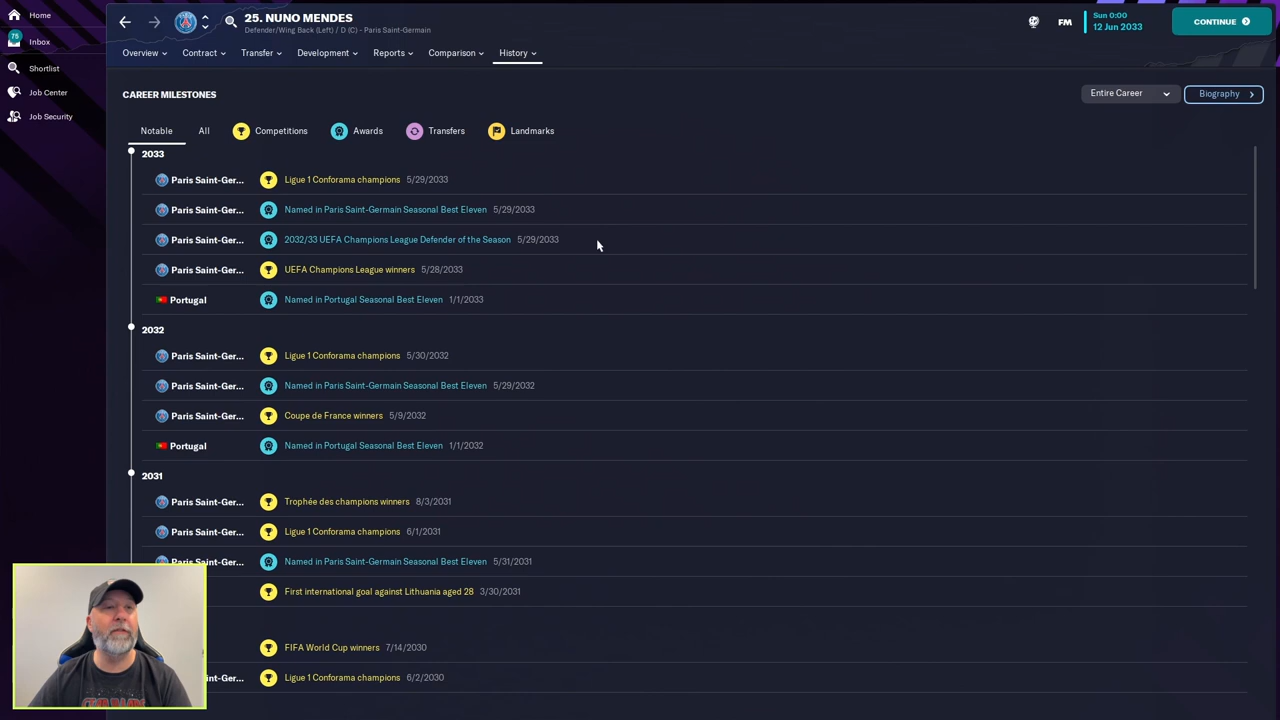 Home
75
Inbox
Shortlist
Job Center
Job Security
25. NUNO MENDES
Defender/Wing Back (Left) / D (C) - Paris Saint-Germain
FM
Sun 0:00
12 Jun 2033
CONTINUE
Overview
Contract
Transfer
Development
Reports
Comparison
History
CAREER MILESTONES
Entire Career
Biography
Notable
All
Competitions
Awards
Transfers
Landmarks
2033
Paris Saint-Ger... Ligue 1 Conforama champions 5/29/2033
Paris Saint-Ger... Named in Paris Saint-Germain Seasonal Best Eleven 5/29/2033
Paris Saint-Ger... 2032/33 UEFA Champions League Defender of the Season 5/29/2033
Paris Saint-Ger... UEFA Champions League winners 5/28/2033
Portugal Named in Portugal Seasonal Best Eleven 1/1/2033
2032
Paris Saint-Ger... Ligue 1 Conforama champions 5/30/2032
Paris Saint-Ger... Named in Paris Saint-Germain Seasonal Best Eleven 5/29/2032
Paris Saint-Ger... Coupe de France winners 5/9/2032
Portugal Named in Portugal Seasonal Best Eleven 1/1/2032
2031
Paris Saint-Ger... Trophée des champions winners 8/3/2031
Paris Saint-Ger... Ligue 1 Conforama champions 6/1/2031
Paris Saint-Ger... Named in Paris Saint-Germain Seasonal Best Eleven 5/31/2031
First international goal against Lithuania aged 28 3/30/2031
FIFA World Cup winners 7/14/2030
t-Ger... Ligue 1 Conforama champions 6/2/2030